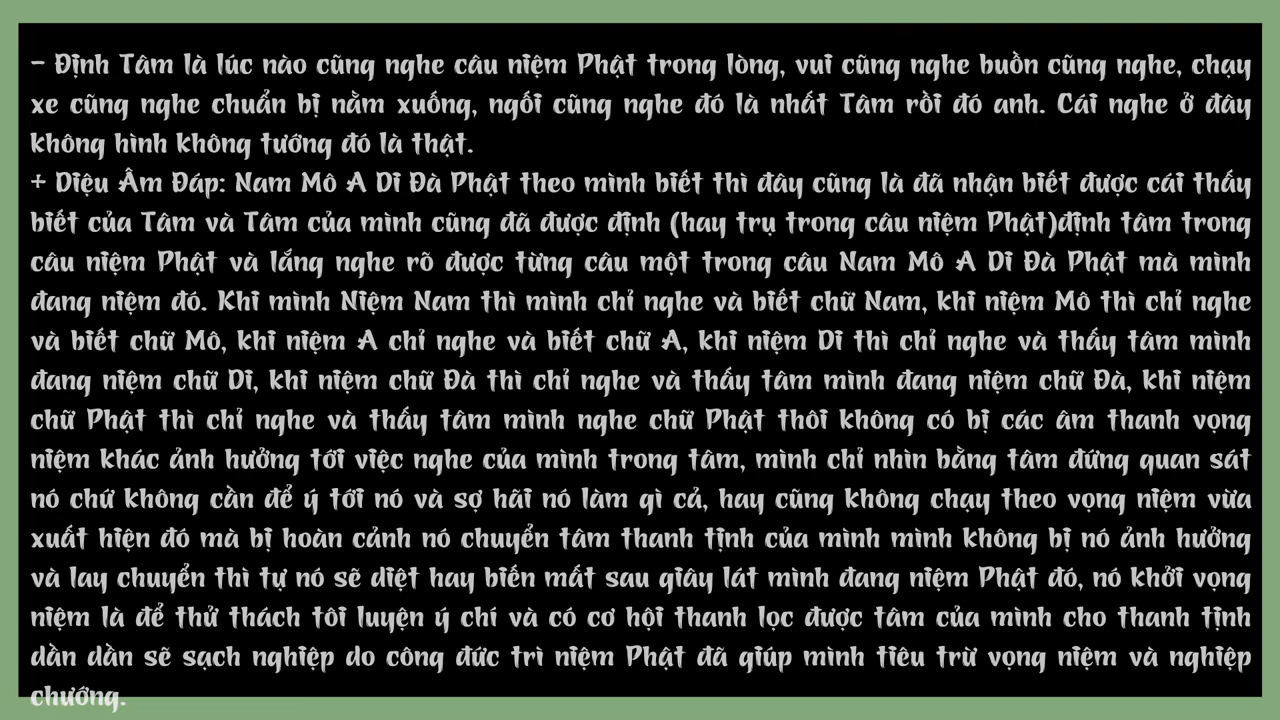 - Định Tâm là lúc nào cũng nghe câu niệm Phật trong lòng, vui cũng nghe buồn cũng nghe, chạy
xe cũng nghe chuẩn bị nằm xuống, ngối cũng nghe đó là nhất Tâm rồi đó anh. Cái nghe ở đây
không hình không tướng đó là thật.
+ Diệu Âm Đáp: Nam Mô A Di Đà Phật theo mình biết thì đây cũng là đã nhận biết được cái thấy
biết của Tâm và Tâm của mình cũng đã được định (hay trụ trong câu niệm Phật)định tâm trong
câu niệm Phật và lắng nghe rõ được từng câu một trong câu Nam Mô A Di Đà Phật mà mình
đang niệm đó. Khi mình Niệm Nam thì mình chỉ nghe và biết chữ Nam, khi niệm Mô thì chỉ nghe
và biết chữ Mô, khi niệm A chỉ nghe và biết chữ A, khi niệm Di thì chỉ nghe và thấy tâm mình
đang niệm chữ Di, khi niệm chữ Đà thì chỉ nghe và thấy tâm mình đang niệm chữ Đà, khi niệm
chữ Phật thì chỉ nghe và thấy tâm mình nghe chữ Phật thôi không có bị các âm thanh vọng
niệm khác ảnh hưởng tới việc nghe của mình trong tâm, mình chỉ nhìn bằng tâm đứng quan sát
nó chứ không cần để ý tới nó và sợ hãi nó làm gì cả, hay cũng không chạy theo vọng niệm vừa
xuất hiện đó mà bị hoàn cảnh nó chuyển tâm thanh tịnh của mình mình không bị nó ảnh hưởng
và lay chuyển thì tự nó sẽ diệt hay biến mất sau giây lát mình đang niệm Phật đó, nó khởi vọng
niệm là để thử thách tôi luyện ý chí và có cơ hội thanh lọc được tâm của mình cho thanh tịnh
dần dần sẽ sạch nghiệp do công đức trì niệm Phật đã giúp mình tiêu trừ vọng niệm và nghiệp
chướng.